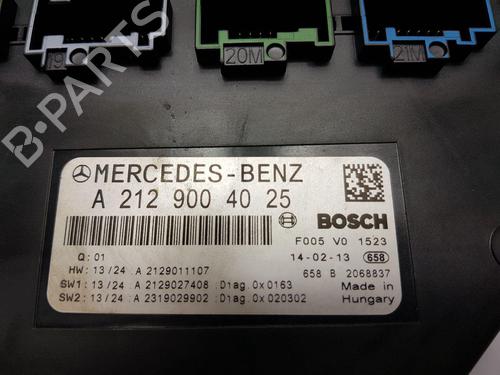 19
20M
21M
B-PARTS
MERCEDES-BENZ
A 212 900 40 25
BOSCH
F005 V0 1523
Q: 01
14-02-13 658
HW: 13/24 A 2129011107
658 B 2068837
SW1: 13/24 A 2129027408 Diag.0x0163
Made in
SW2: 13/24 A 2319029902 Diag.0x020302
Hungary